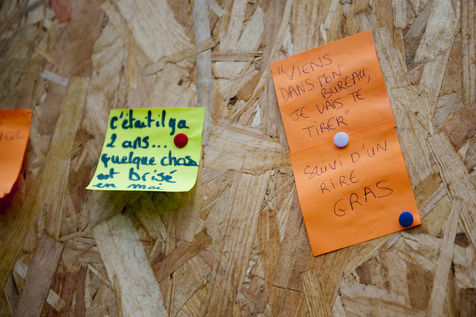 c'était il y a
2 ans...
quelque chose
est brisé
en moi
"VIENS
DANS MON
BUREAU,
JE VAIS TE
TIRER"
SUIVI D'UN
RIRE
GRAS